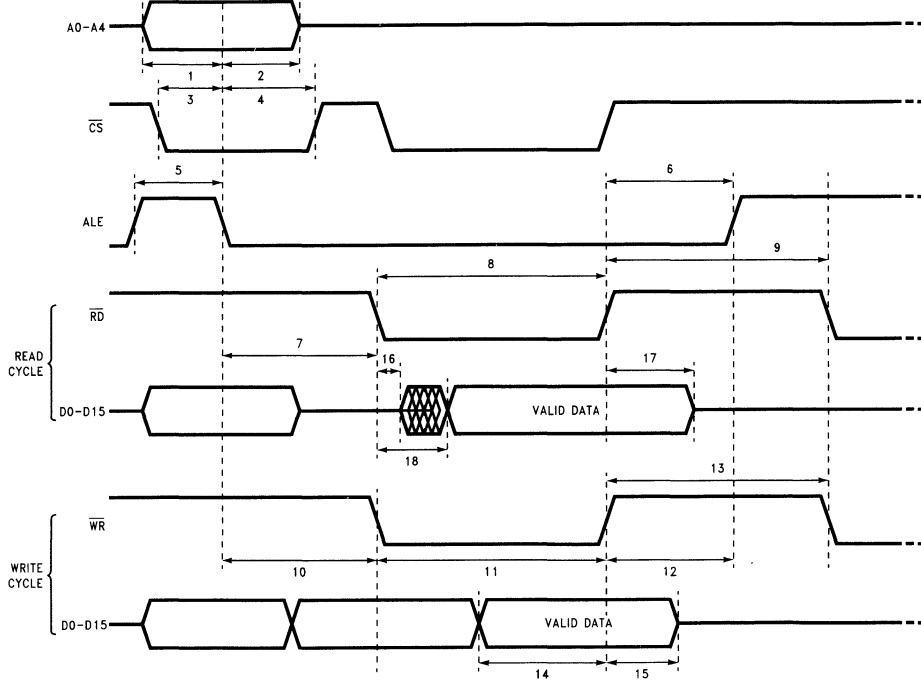 A0-A4
1
2
3
4
CS
5
6
ALE
9
8
RD
7
16
17
READ
CYCLE
D0-D15
VALID DATA
18
13
WR
10
11
12
WRITE
CYCLE
D0-D15
VALID DATA
14
15